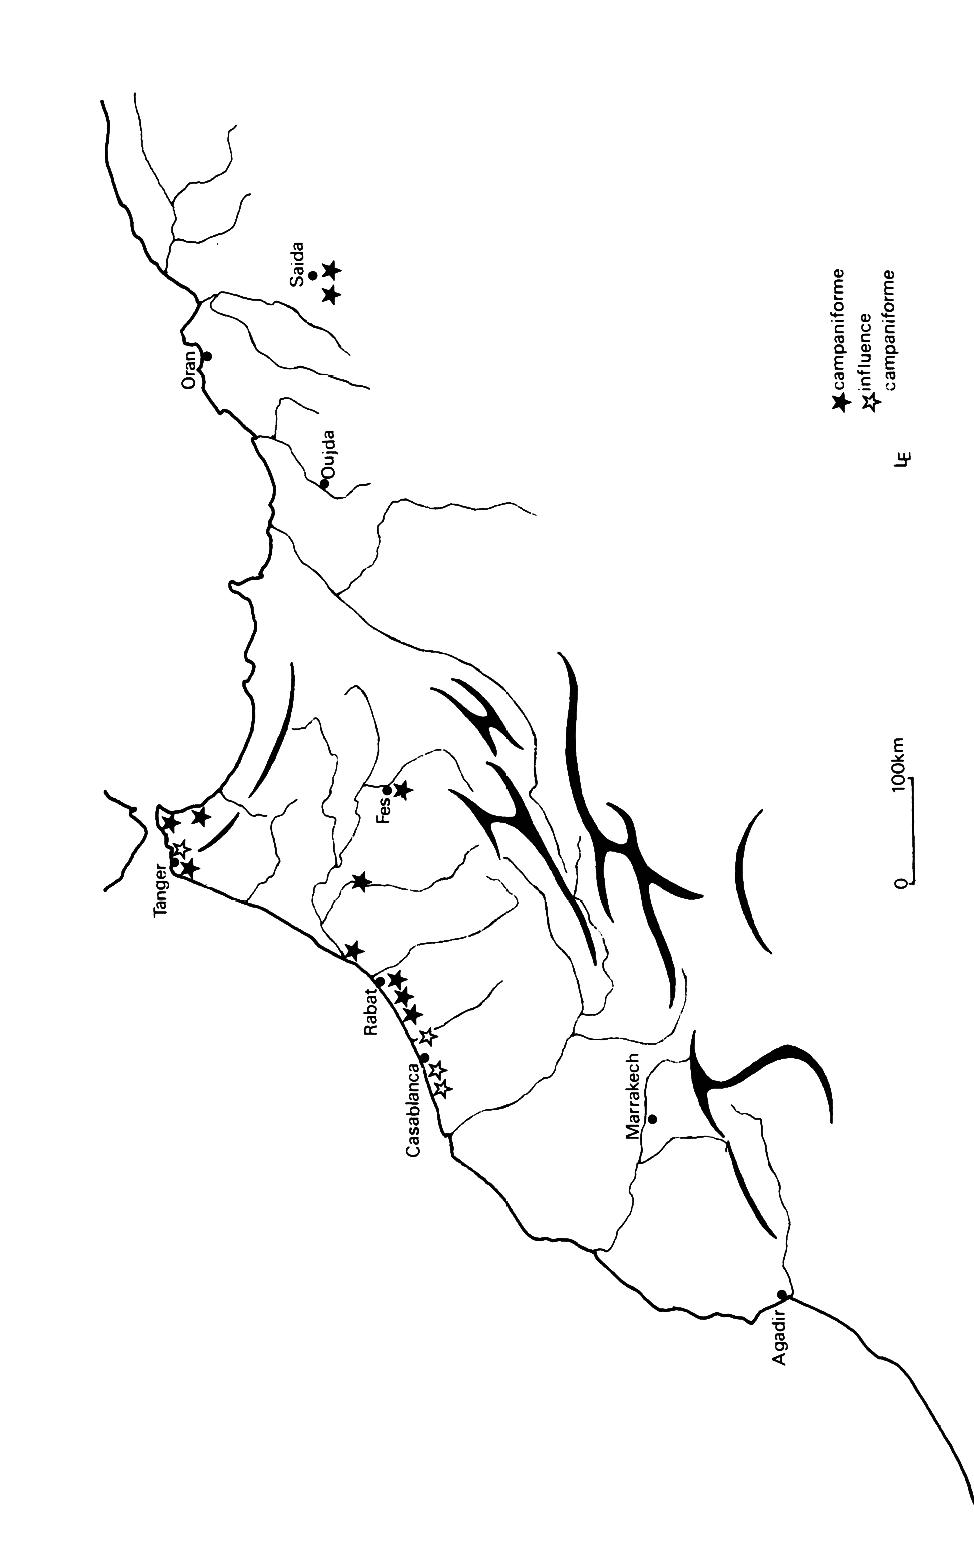 Tanger
Rabat
Casablanca
Fes
Marrakech
Agadir
Oujda
Oran
Saida
0 100km
LE
campaniforme
influence
campaniforme